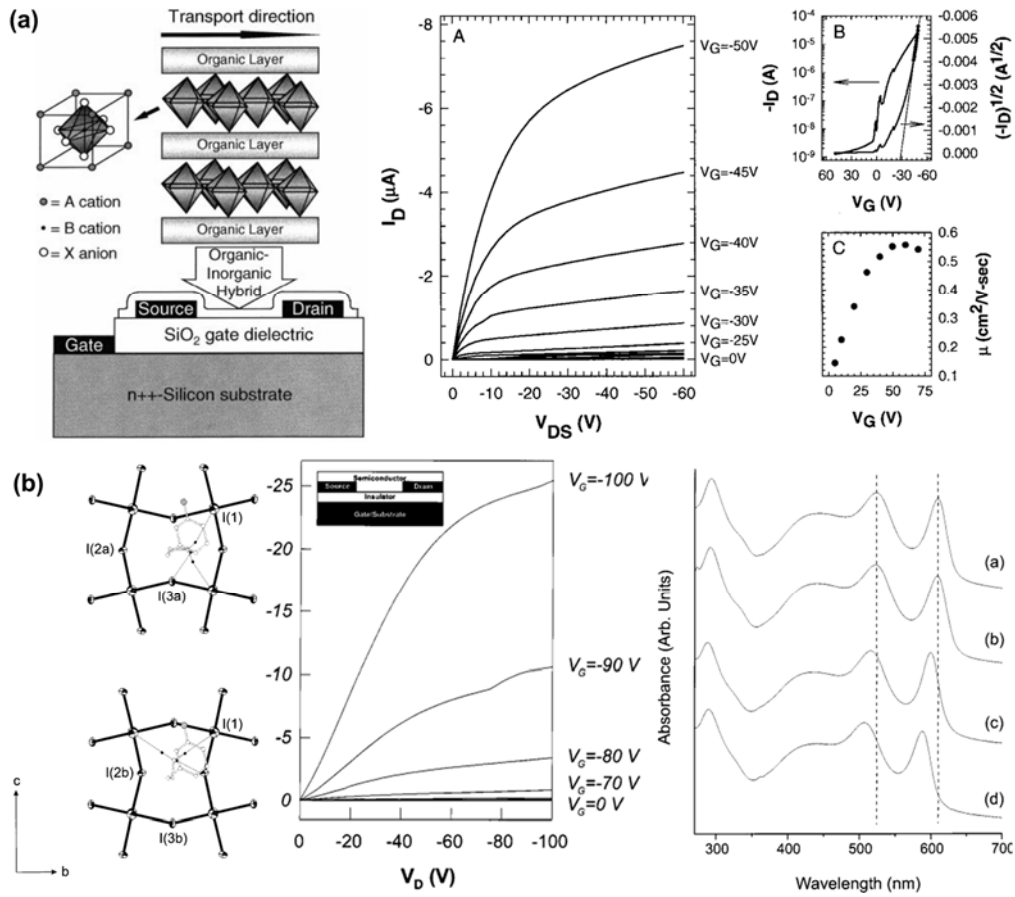 (a)
Transport direction
Organic Layer
Organic Layer
Organic Layer
= A cation
= B cation
= X anion
Organic-
Inorganic
Hybrid
Source
Drain
SiO2 gate dielectric
Gate
n++-Silicon substrate
A
-8
-6
-4
-2
0
ID (µA)
0 -10 -20 -30 -40 -50 -60
VDS (V)
VG=-50V
VG=-45V
VG=-40V
VG=-35V
VG=-30V
VG=-25V
VG=0V
B
10-4
10-5
10-6
10-7
10-8
10-9
-ID (A)
-0.006
-0.005
-0.004
-0.003
-0.002
-0.001
0.000
(-ID)1/2 (A1/2)
60 30 0 -30 -60
VG (V)
C
0.6
0.5
0.4
0.3
0.2
0.1
µ (cm2/V-sec)
0 25 50 75
VG (V)
(b)
I(1)
I(2a)
I(3a)
I(1)
I(2b)
I(3b)
c
b
Semiconductor
Source
Drain
Insulator
Gate/Substrate
-25
-20
-15
-10
-5
0
0 -20 -40 -60 -80 -100
VD (V)
VG=-100 V
VG=-90 V
VG=-80 V
VG=-70 V
VG=0 V
Absorbance (Arb. Units)
(a)
(b)
(c)
(d)
300 400 500 600 700
Wavelength (nm)